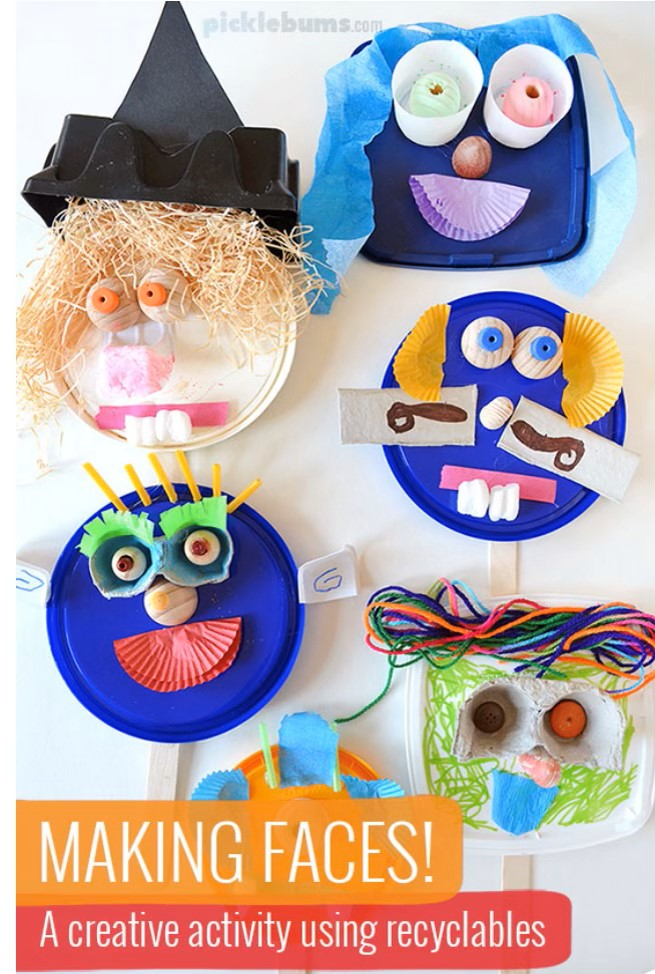 picklebums.com
MAKING FACES!
A creative activity using recyclables